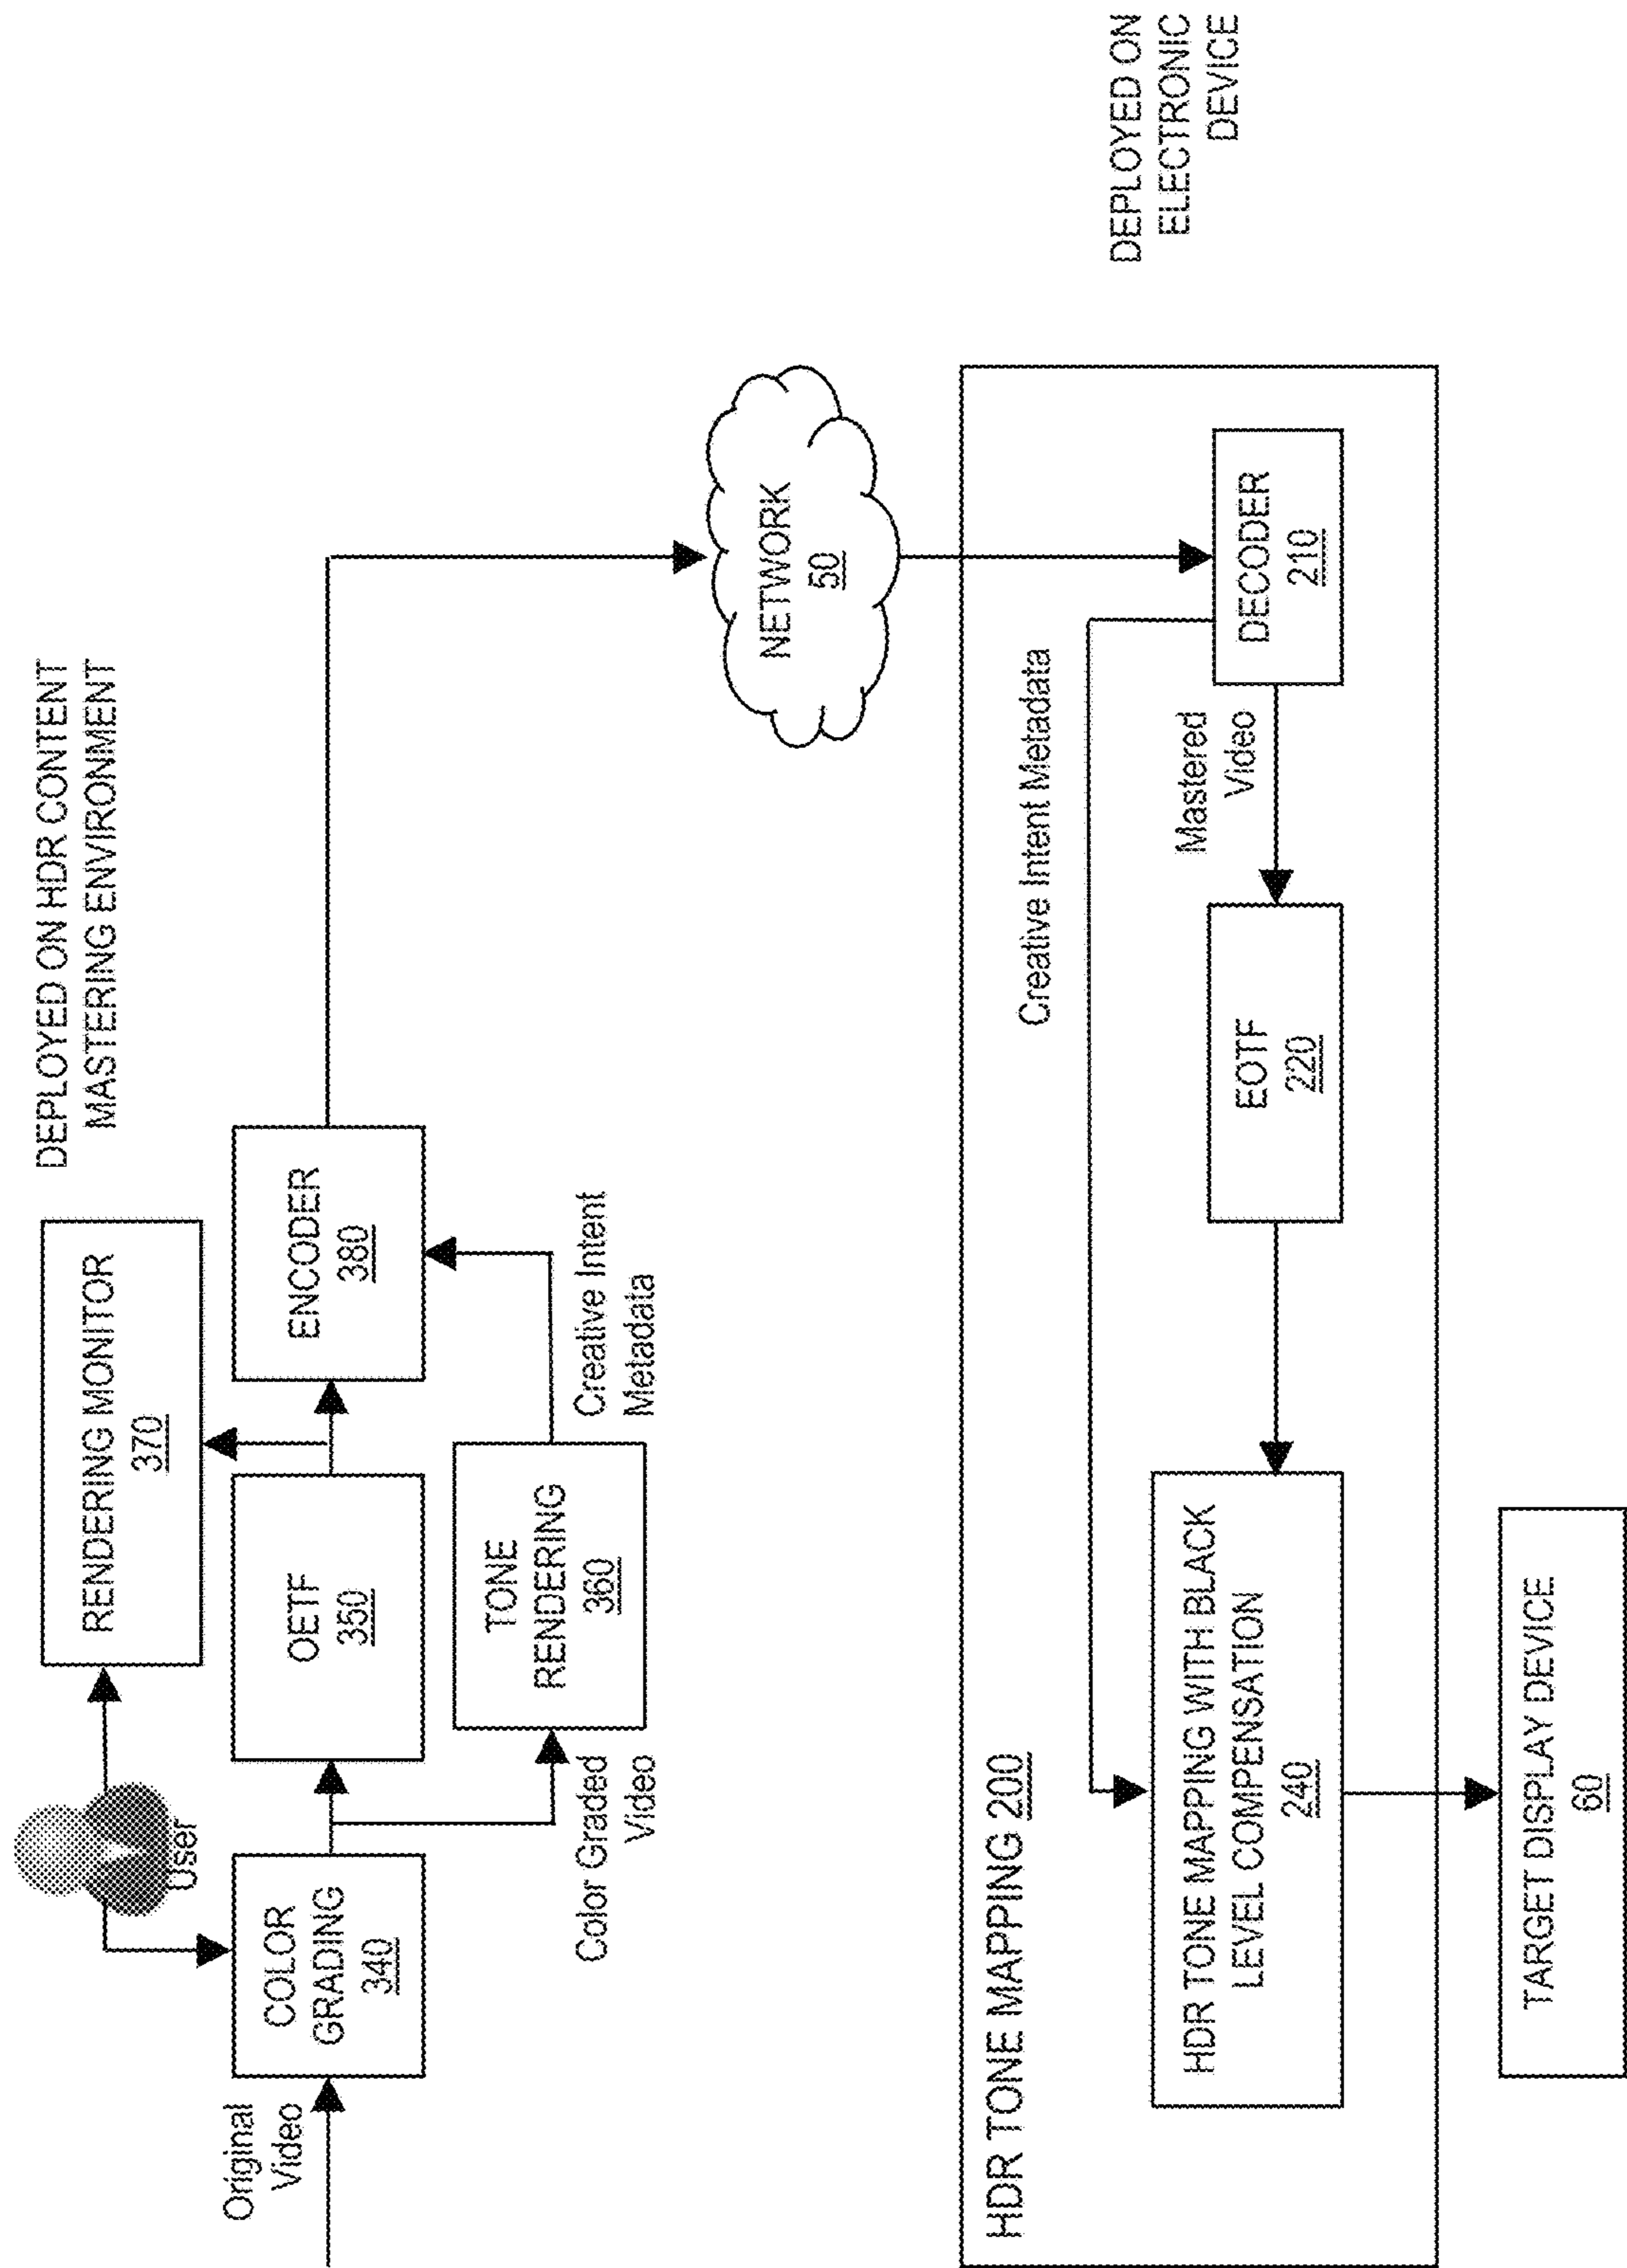 DEPLOYED ON HDR CONTENT
MASTERING ENVIRONMENT
User
RENDERING MONITOR
370
Original
Video
COLOR
GRADING
340
OETF
350
ENCODER
380
Color Graded
Video
TONE
RENDERING
360
Creative Intent
Metadata
NETWORK
50
DEPLOYED ON
ELECTRONIC
DEVICE
HDR TONE MAPPING 200
Creative Intent Metadata
HDR TONE MAPPING WITH BLACK
LEVEL COMPENSATION
240
EOTF
220
Mastered
Video
DECODER
210
TARGET DISPLAY DEVICE
60